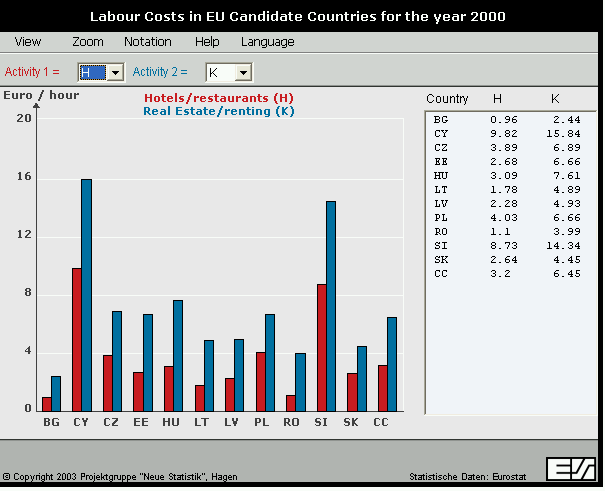 Labour Costs in EU Candidate Countries for the year 2000
View Zoom Notation Help Language
Activity 1 = H Activity 2 = K
Euro / hour
Hotels/restaurants (H)
Real Estate/renting (K)
20
16
12
8
4
0
BG CY CZ EE HU LT LV PL RO SI SK CC
Country H K
BG 0.96 2.44
CY 9.82 15.84
CZ 3.89 6.89
EE 2.68 6.66
HU 3.09 7.61
LT 1.78 4.89
LV 2.28 4.93
PL 4.03 6.66
RO 1.1 3.99
SI 8.73 14.34
SK 2.64 4.45
CC 3.2 6.45
© Copyright 2003 Projektgruppe "Neue Statistik", Hagen
Statistische Daten: Eurostat